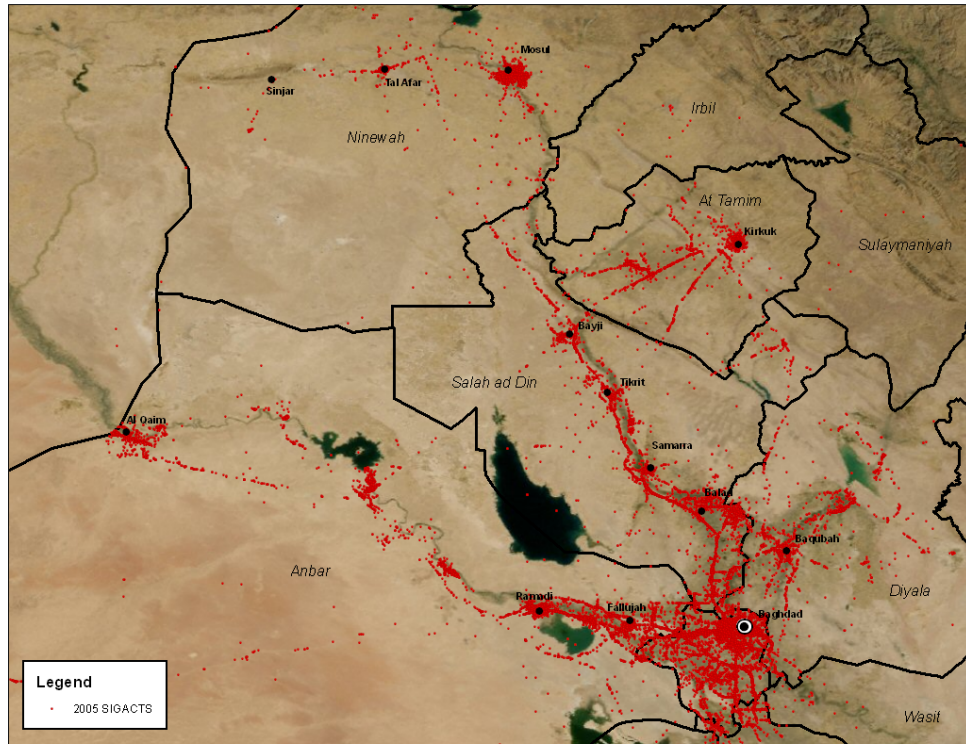 Mosul
Tal Afar
Sinjar
Irbil
Ninewah
At Tamim
Kirkuk
Sulaymaniyah
Bayji
Salah ad Din
Tikrit
Al Qaim
Samarra
Balad
Baqubah
Anbar
Diyala
Ramadi
Fallujah
Baghdad
Legend
2005 SIGACTS
Wasit